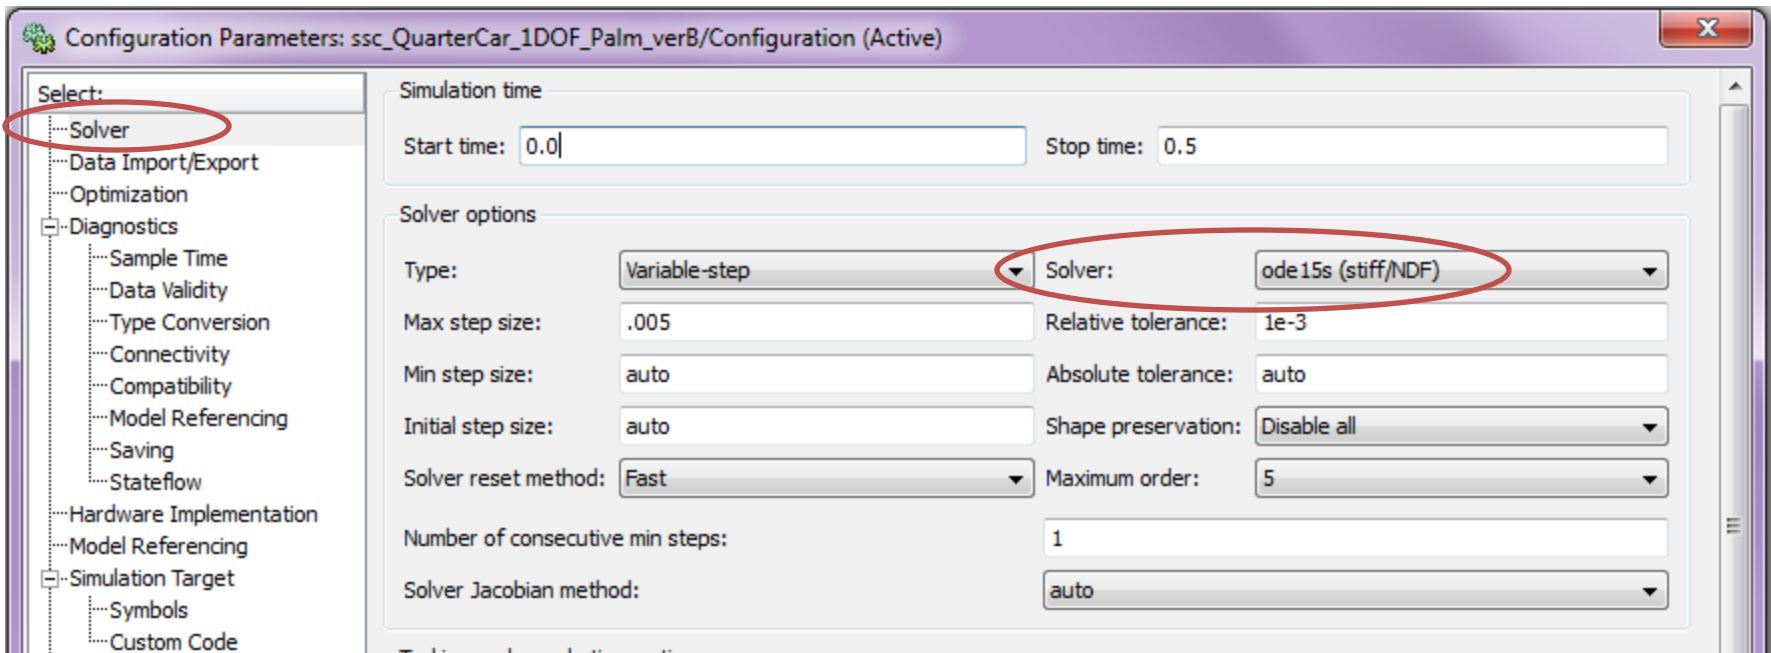 Configuration Parameters: ssc_QuarterCar_1DOF_Palm_verB/Configuration (Active)
Select:
Solver
Data Import/Export
Optimization
Diagnostics
Sample Time
Data Validity
Type Conversion
Connectivity
Compatibility
Model Referencing
Saving
Stateflow
Hardware Implementation
Model Referencing
Simulation Target
Symbols
Custom Code
Simulation time
Start time: 0.0 Stop time: 0.5
Solver options
Type: Variable-step Solver: ode15s (stiff/NDF)
Max step size: .005 Relative tolerance: 1e-3
Min step size: auto Absolute tolerance: auto
Initial step size: auto Shape preservation: Disable all
Solver reset method: Fast Maximum order: 5
Number of consecutive min steps: 1
Solver Jacobian method: auto